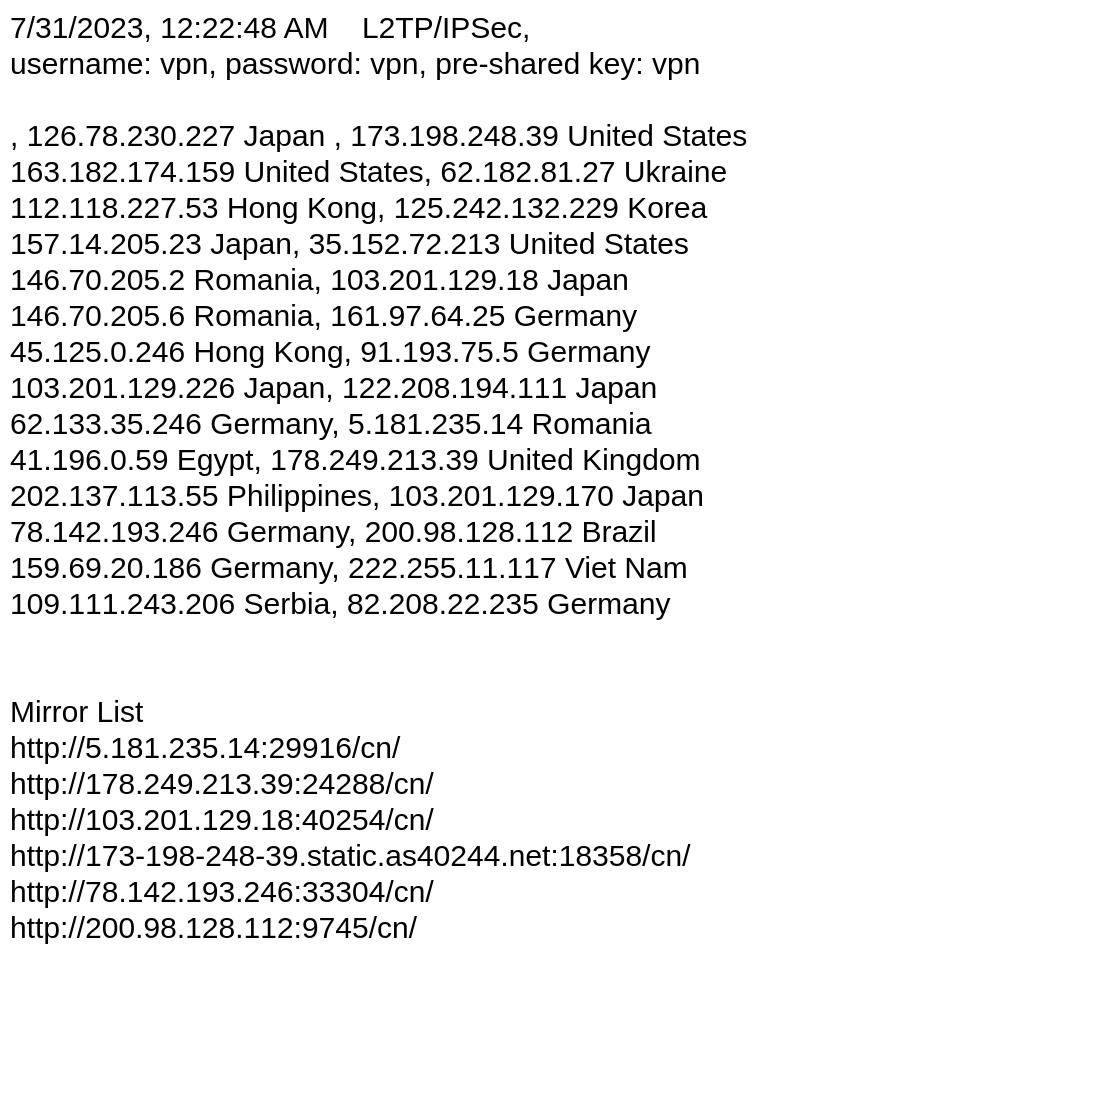 7/31/2023, 12:22:48 AM    L2TP/IPSec,
username: vpn, password: vpn, pre-shared key: vpn
, 126.78.230.227 Japan , 173.198.248.39 United States
163.182.174.159 United States, 62.182.81.27 Ukraine
112.118.227.53 Hong Kong, 125.242.132.229 Korea
157.14.205.23 Japan, 35.152.72.213 United States
146.70.205.2 Romania, 103.201.129.18 Japan
146.70.205.6 Romania, 161.97.64.25 Germany
45.125.0.246 Hong Kong, 91.193.75.5 Germany
103.201.129.226 Japan, 122.208.194.111 Japan
62.133.35.246 Germany, 5.181.235.14 Romania
41.196.0.59 Egypt, 178.249.213.39 United Kingdom
202.137.113.55 Philippines, 103.201.129.170 Japan
78.142.193.246 Germany, 200.98.128.112 Brazil
159.69.20.186 Germany, 222.255.11.117 Viet Nam
109.111.243.206 Serbia, 82.208.22.235 Germany
Mirror List
http://5.181.235.14:29916/cn/
http://178.249.213.39:24288/cn/
http://103.201.129.18:40254/cn/
http://173-198-248-39.static.as40244.net:18358/cn/
http://78.142.193.246:33304/cn/
http://200.98.128.112:9745/cn/